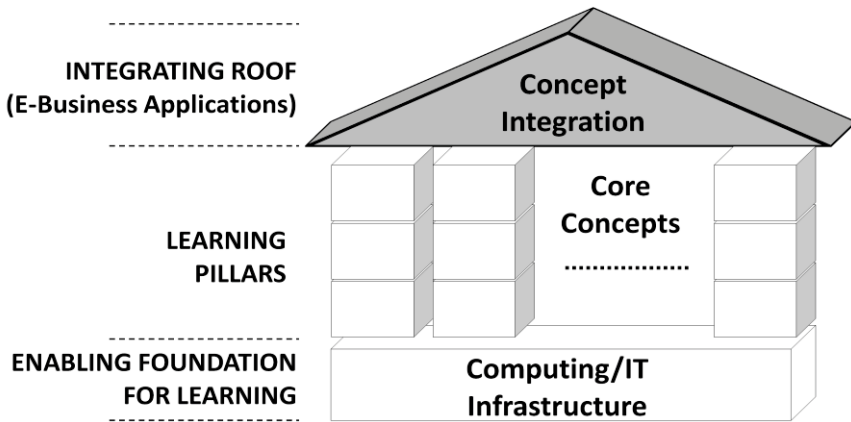 INTEGRATING ROOF
(E-Business Applications)
Concept
Integration
LEARNING
PILLARS
Core
Concepts
...................
ENABLING FOUNDATION
FOR LEARNING
Computing/IT
Infrastructure